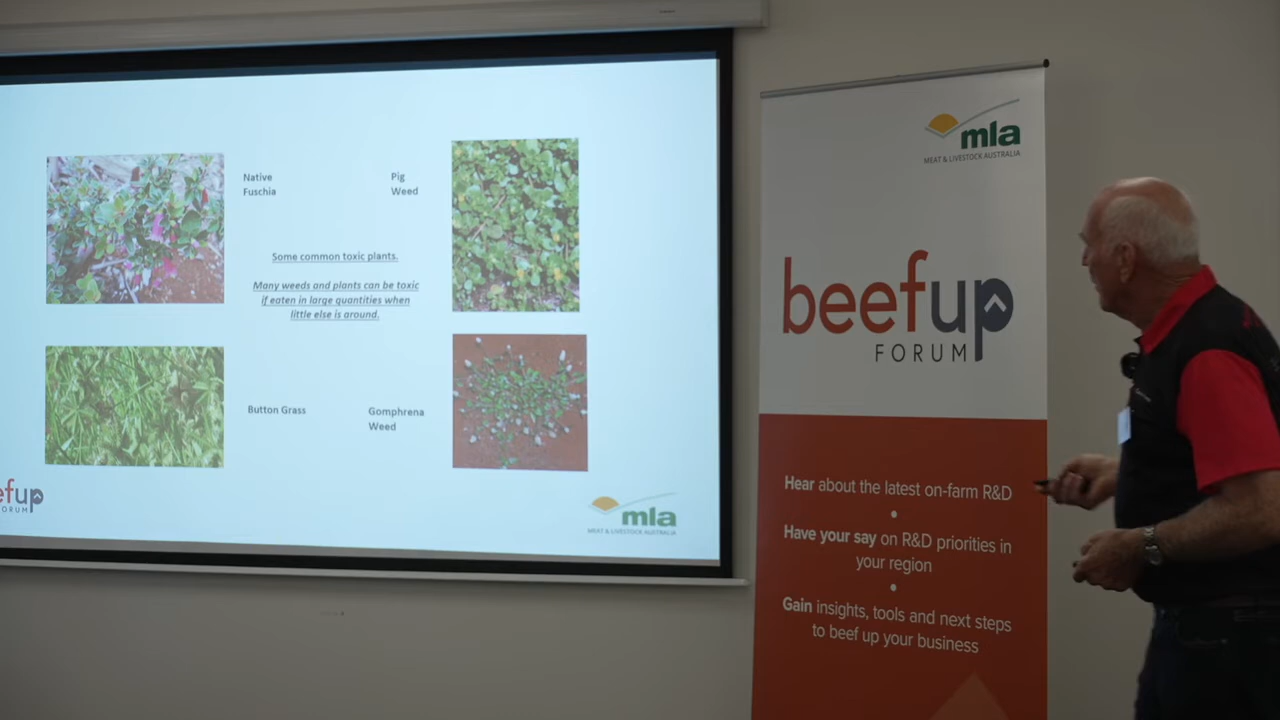 Native
Fuschia
Pig
Weed
Some common toxic plants.
Many weeds and plants can be toxic
if eaten in large quantities when
little else is around.
Button Grass
Gomphrena
Weed
efup
FORUM
mla
MEAT & LIVESTOCK AUSTRALIA
mla
MEAT & LIVESTOCK AUSTRALIA
beefup
FORUM
Hear about the latest on-farm R&D
•
Have your say on R&D priorities in
your region
•
Gain insights, tools and next steps
to beef up your business